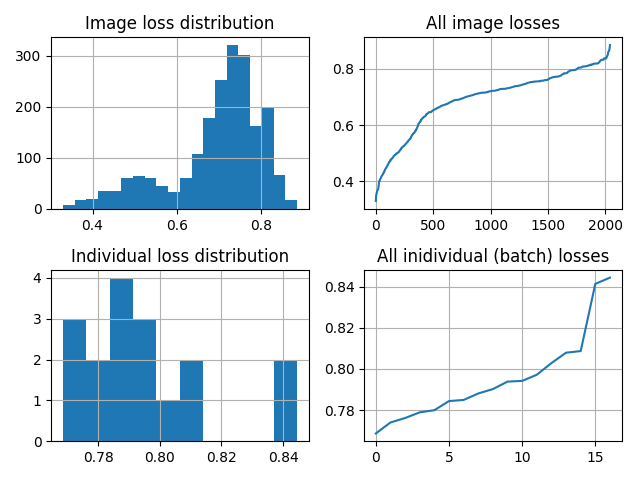 Image loss distribution
300
200
100
0
0.4 0.6 0.8
All image losses
0.8
0.6
0.4
0 500 1000 1500 2000
Individual loss distribution
4
3
2
1
0
0.78 0.80 0.82 0.84
All inidividual (batch) losses
0.84
0.82
0.80
0.78
0 5 10 15